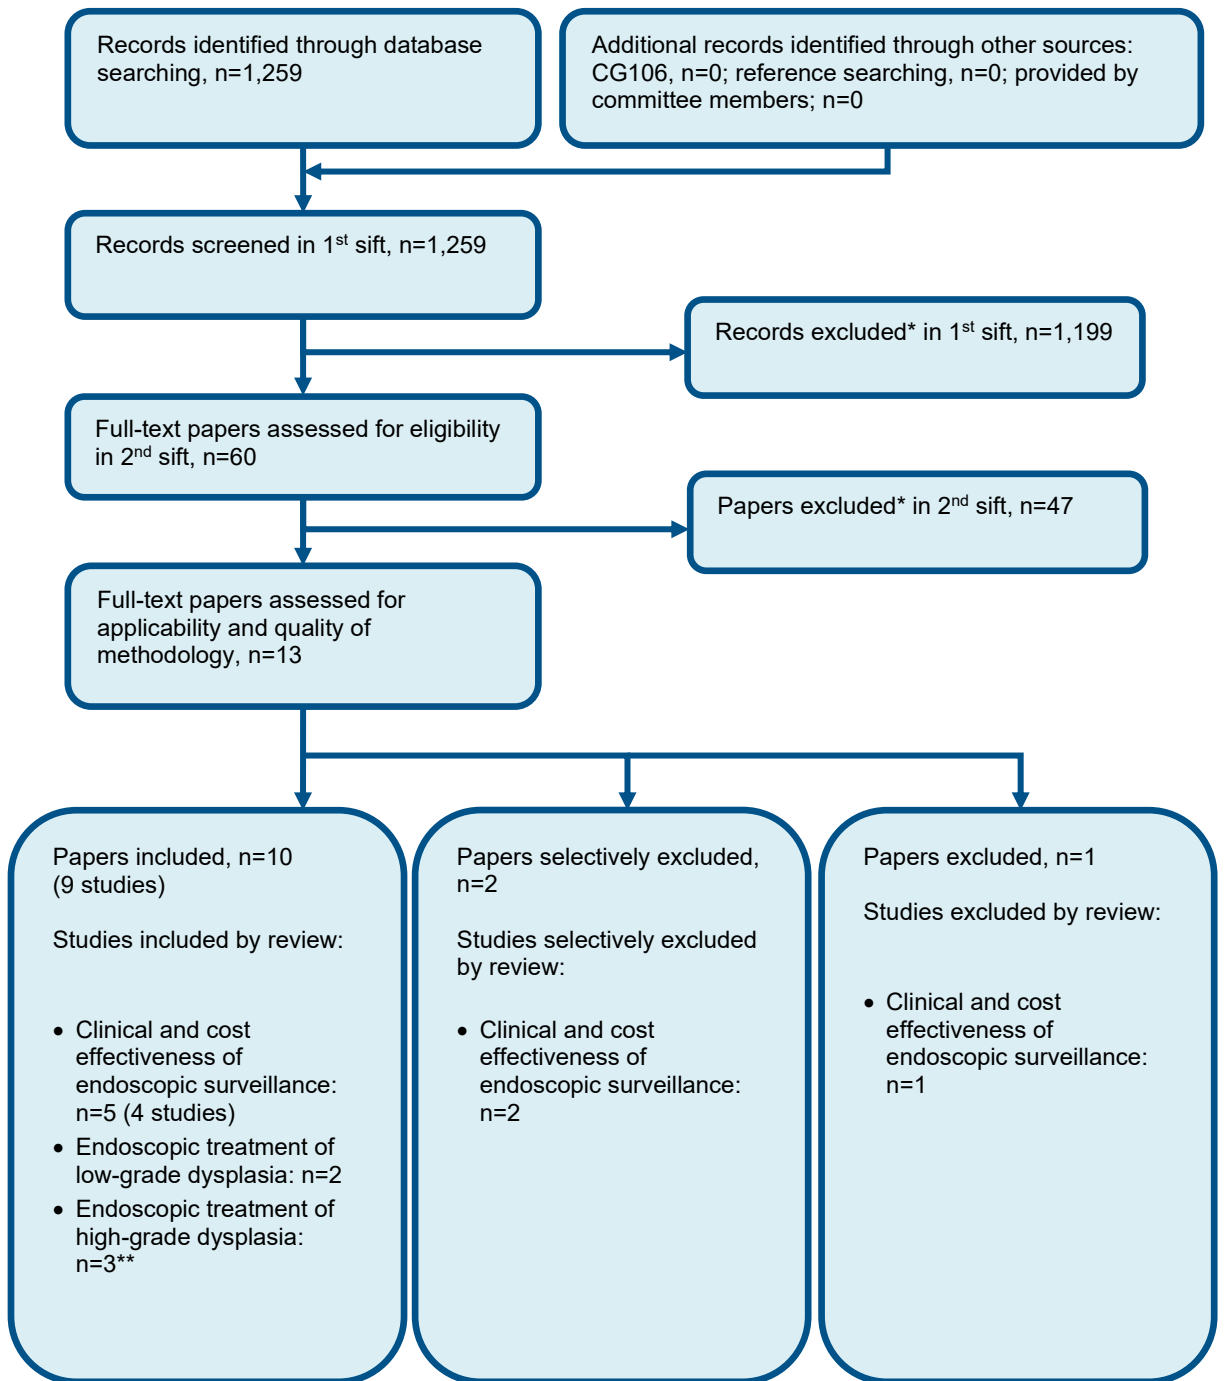 Records identified through database
searching, n=1,259
Additional records identified through other sources:
CG106, n=0; reference searching, n=0; provided by
committee members; n=0
Records screened in 1st sift, n=1,259
Records excluded* in 1st sift, n=1,199
Full-text papers assessed for eligibility
in 2nd sift, n=60
Papers excluded* in 2nd sift, n=47
Full-text papers assessed for
applicability and quality of
methodology, n=13
Papers included, n=10
(9 studies)
Studies included by review:
• Clinical and cost
effectiveness of
endoscopic surveillance:
n=5 (4 studies)
• Endoscopic treatment of
low-grade dysplasia: n=2
• Endoscopic treatment of
high-grade dysplasia:
n=3**
Papers selectively excluded,
n=2
Studies selectively excluded
by review:
• Clinical and cost
effectiveness of
endoscopic surveillance:
n=2
Papers excluded, n=1
Studies excluded by review:
• Clinical and cost
effectiveness of
endoscopic surveillance:
n=1